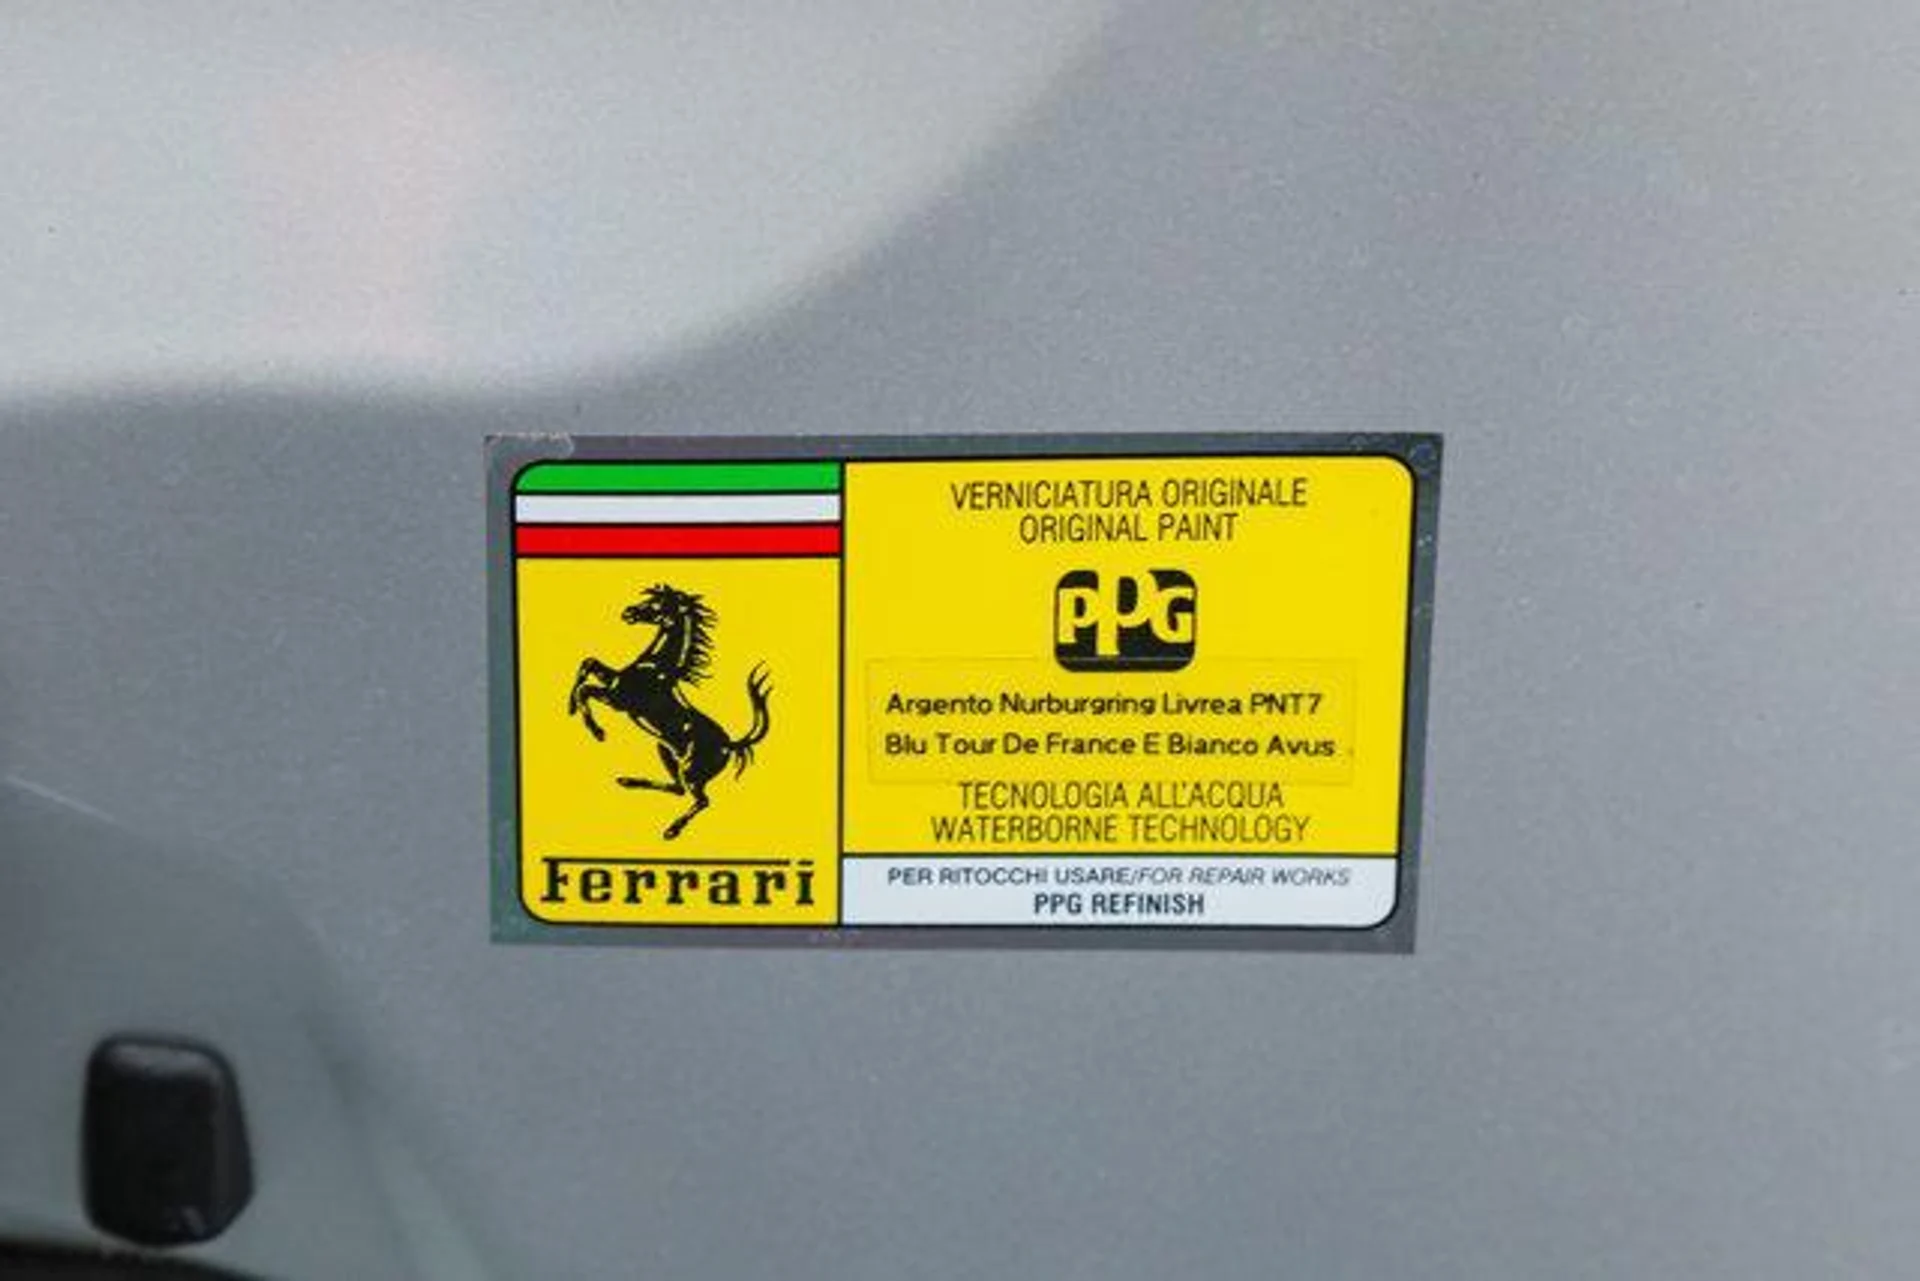 Ferrari
VERNICIATURA ORIGINALE
ORIGINAL PAINT
PPG
Argento Nurburgring Livrea PNT7
Blu Tour De France E Bianco Avus
TECNOLOGIA ALL'ACQUA
WATERBORNE TECHNOLOGY
PER RITOCCHI USARE/FOR REPAIR WORKS
PPG REFINISH